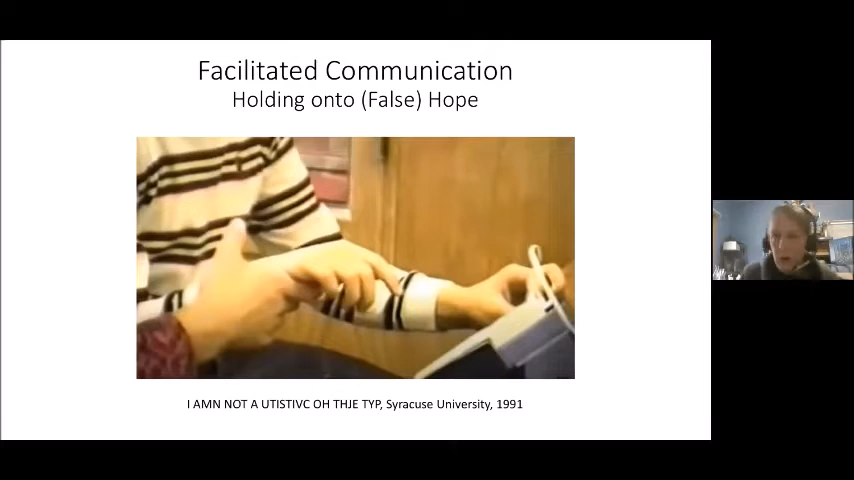 Facilitated Communication
Holding onto (False) Hope
I AMN NOT A UTISTIVC OH THJE TYP, Syracuse University, 1991